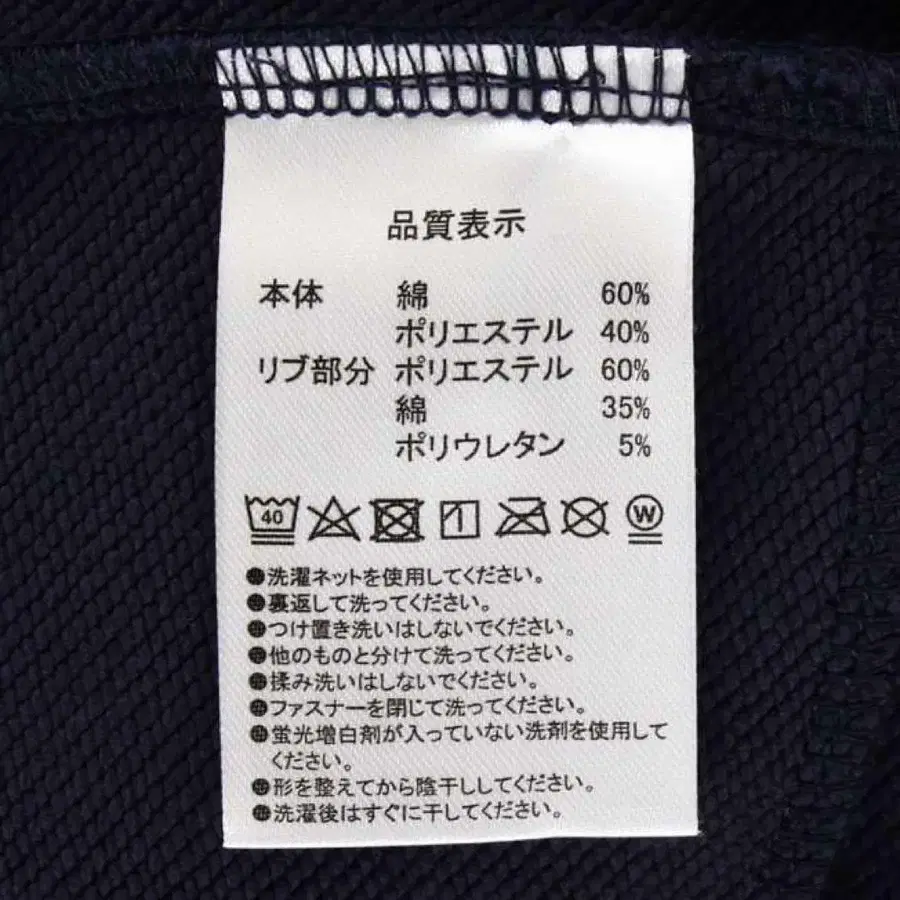 品質表示
本体 綿 60%
ポリエステル 40%
リブ部分 ポリエステル 60%
綿 35%
ポリウレタン 5%
40 W
●洗濯ネットを使用してください。
●裏返して洗ってください。
●つけ置き洗いはしないでください。
●他のものと分けて洗ってください。
●揉み洗いはしないでください。
●ファスナーを閉じて洗ってください。
●蛍光増白剤が入っていない洗剤を使用して
ください。
●形を整えてから陰干ししてください。
●洗濯後はすぐに干してください。